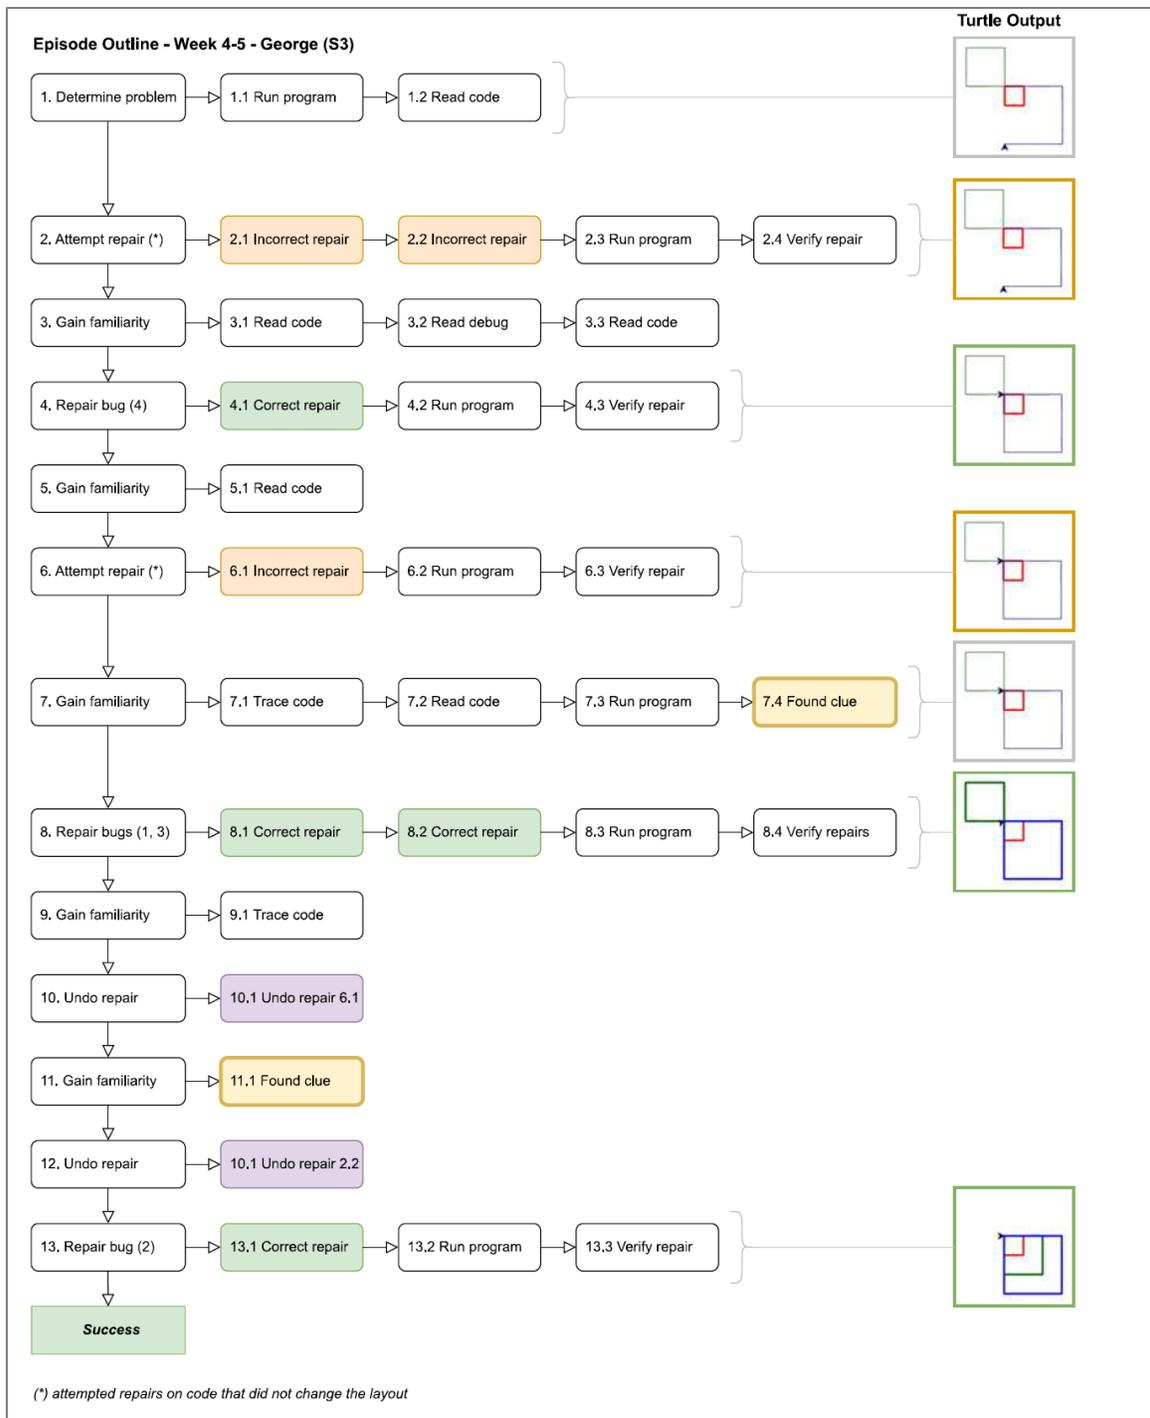 Turtle Output
Episode Outline - Week 4-5 - George (S3)
1. Determine problem
1.1 Run program
1.2 Read code
2. Attempt repair (*)
2.1 Incorrect repair
2.2 Incorrect repair
2.3 Run program
2.4 Verify repair
3. Gain familiarity
3.1 Read code
3.2 Read debug
3.3 Read code
4. Repair bug (4)
4.1 Correct repair
4.2 Run program
4.3 Verify repair
5. Gain familiarity
5.1 Read code
6. Attempt repair (*)
6.1 Incorrect repair
6.2 Run program
6.3 Verify repair
7. Gain familiarity
7.1 Trace code
7.2 Read code
7.3 Run program
7.4 Found clue
8. Repair bugs (1, 3)
8.1 Correct repair
8.2 Correct repair
8.3 Run program
8.4 Verify repairs
9. Gain familiarity
9.1 Trace code
10. Undo repair
10.1 Undo repair 6.1
11. Gain familiarity
11.1 Found clue
12. Undo repair
10.1 Undo repair 2.2
13. Repair bug (2)
13.1 Correct repair
13.2 Run program
13.3 Verify repair
Success
(*) attempted repairs on code that did not change the layout